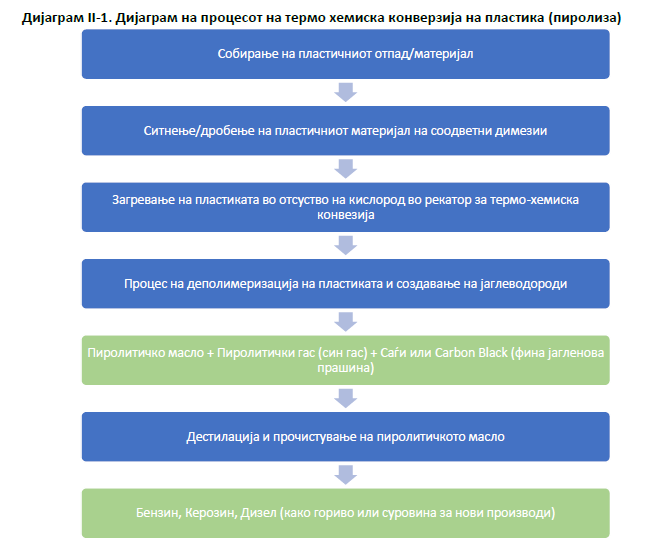 Дијаграм II-1. Дијаграм на процесот на термо хемиска конверзија на пластика (пиролиза)
Собирање на пластичниот отпад/материјал
Ситнење/дробење на пластичниот материјал на соодветни димезии
Загревање на пластиката во отсуство на кислород во рекатор за термо-хемиска
конвезија
Процес на деполимеризација на пластиката и создавање на јаглеводороди
Пиролитичко масло + Пиролитички гас (син гас) + Саѓи или Carbon Black (фина јагленова
прашина)
Дестилација и прочистување на пиролитичкото масло
Бензин, Керозин, Дизел (како гориво или суровина за нови производи)